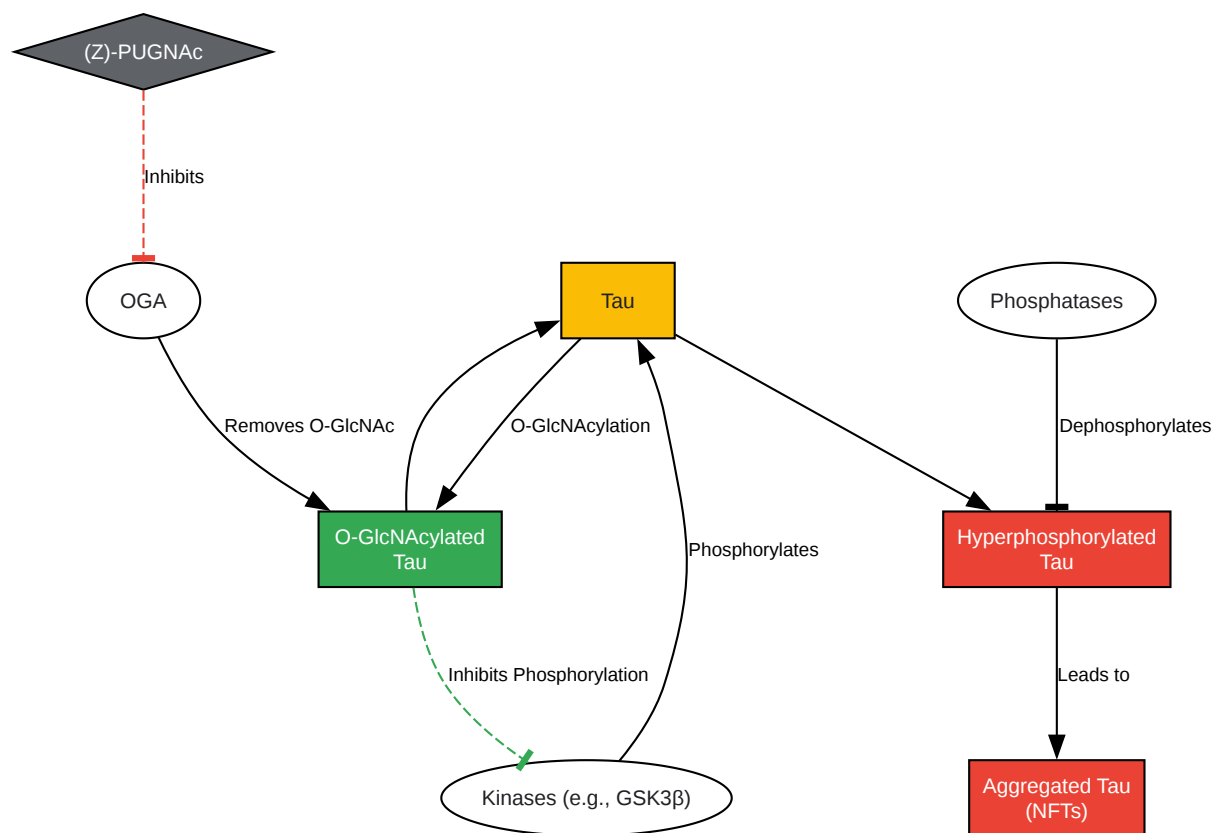 (Z)-PUGNAc
Inhibits
OGA
Tau
Phosphatases
Removes O-GlcNAc
O-GlcNAcylation
Dephosphorylates
O-GlcNAcylated
Tau
Phosphorylates
Hyperphosphorylated
Tau
Inhibits Phosphorylation
Leads to
Kinases (e.g., GSK3β)
Aggregated Tau
(NFTs)